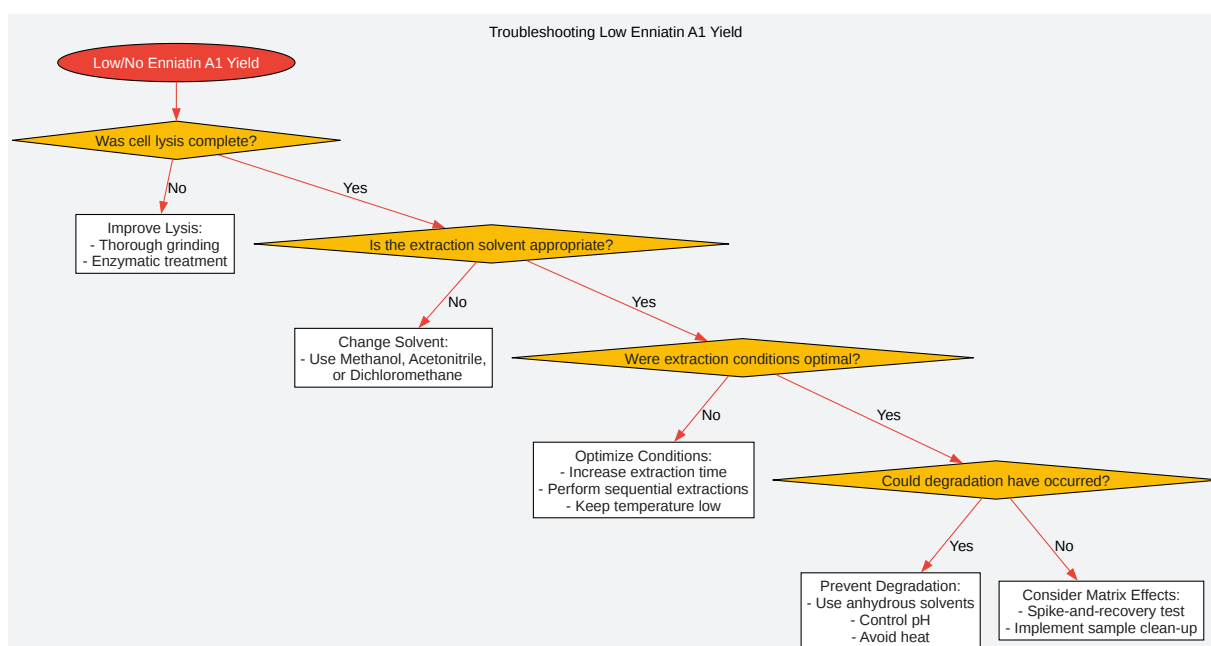 Troubleshooting Low Enniatin A1 Yield
Low/No Enniatin A1 Yield
Was cell lysis complete?
No
Yes
Improve Lysis:
- Thorough grinding
- Enzymatic treatment
Is the extraction solvent appropriate?
No
Yes
Change Solvent:
- Use Methanol, Acetonitrile,
or Dichloromethane
Were extraction conditions optimal?
No
Yes
Optimize Conditions:
- Increase extraction time
- Perform sequential extractions
- Keep temperature low
Could degradation have occurred?
Yes
No
Prevent Degradation:
- Use anhydrous solvents
- Control pH
- Avoid heat
Consider Matrix Effects:
- Spike-and-recovery test
- Implement sample clean-up